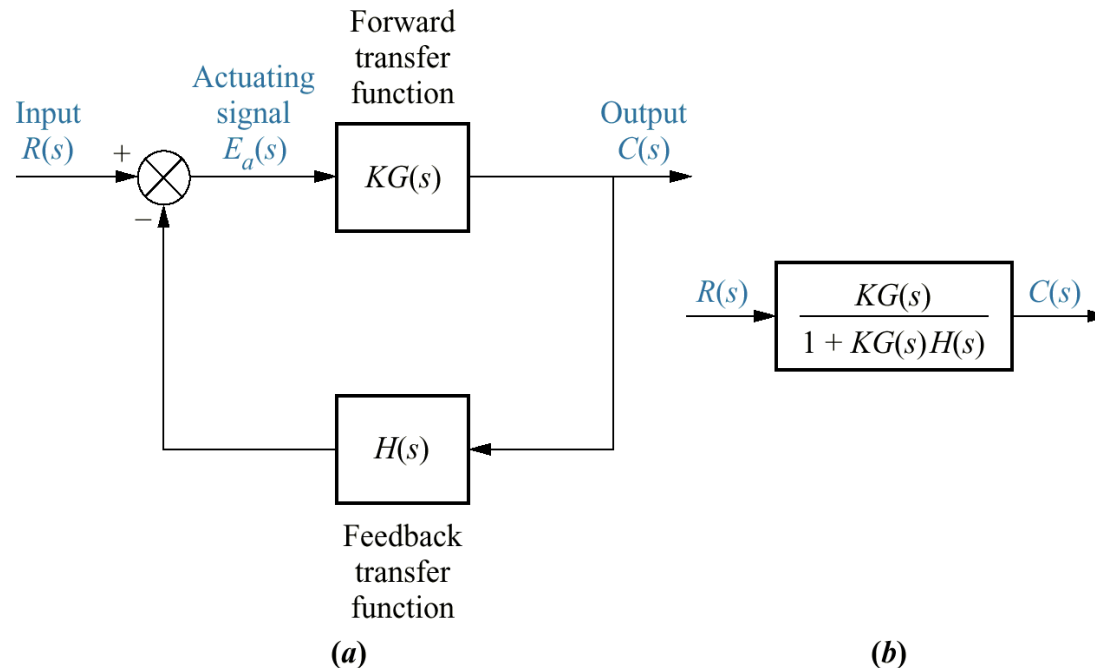 Forward
transfer
function
Input
R(s)
Actuating
signal
E_a(s)
Output
C(s)
+
−
KG(s)
H(s)
Feedback
transfer
function
(a)
R(s)
KG(s)
1 + KG(s)H(s)
C(s)
(b)